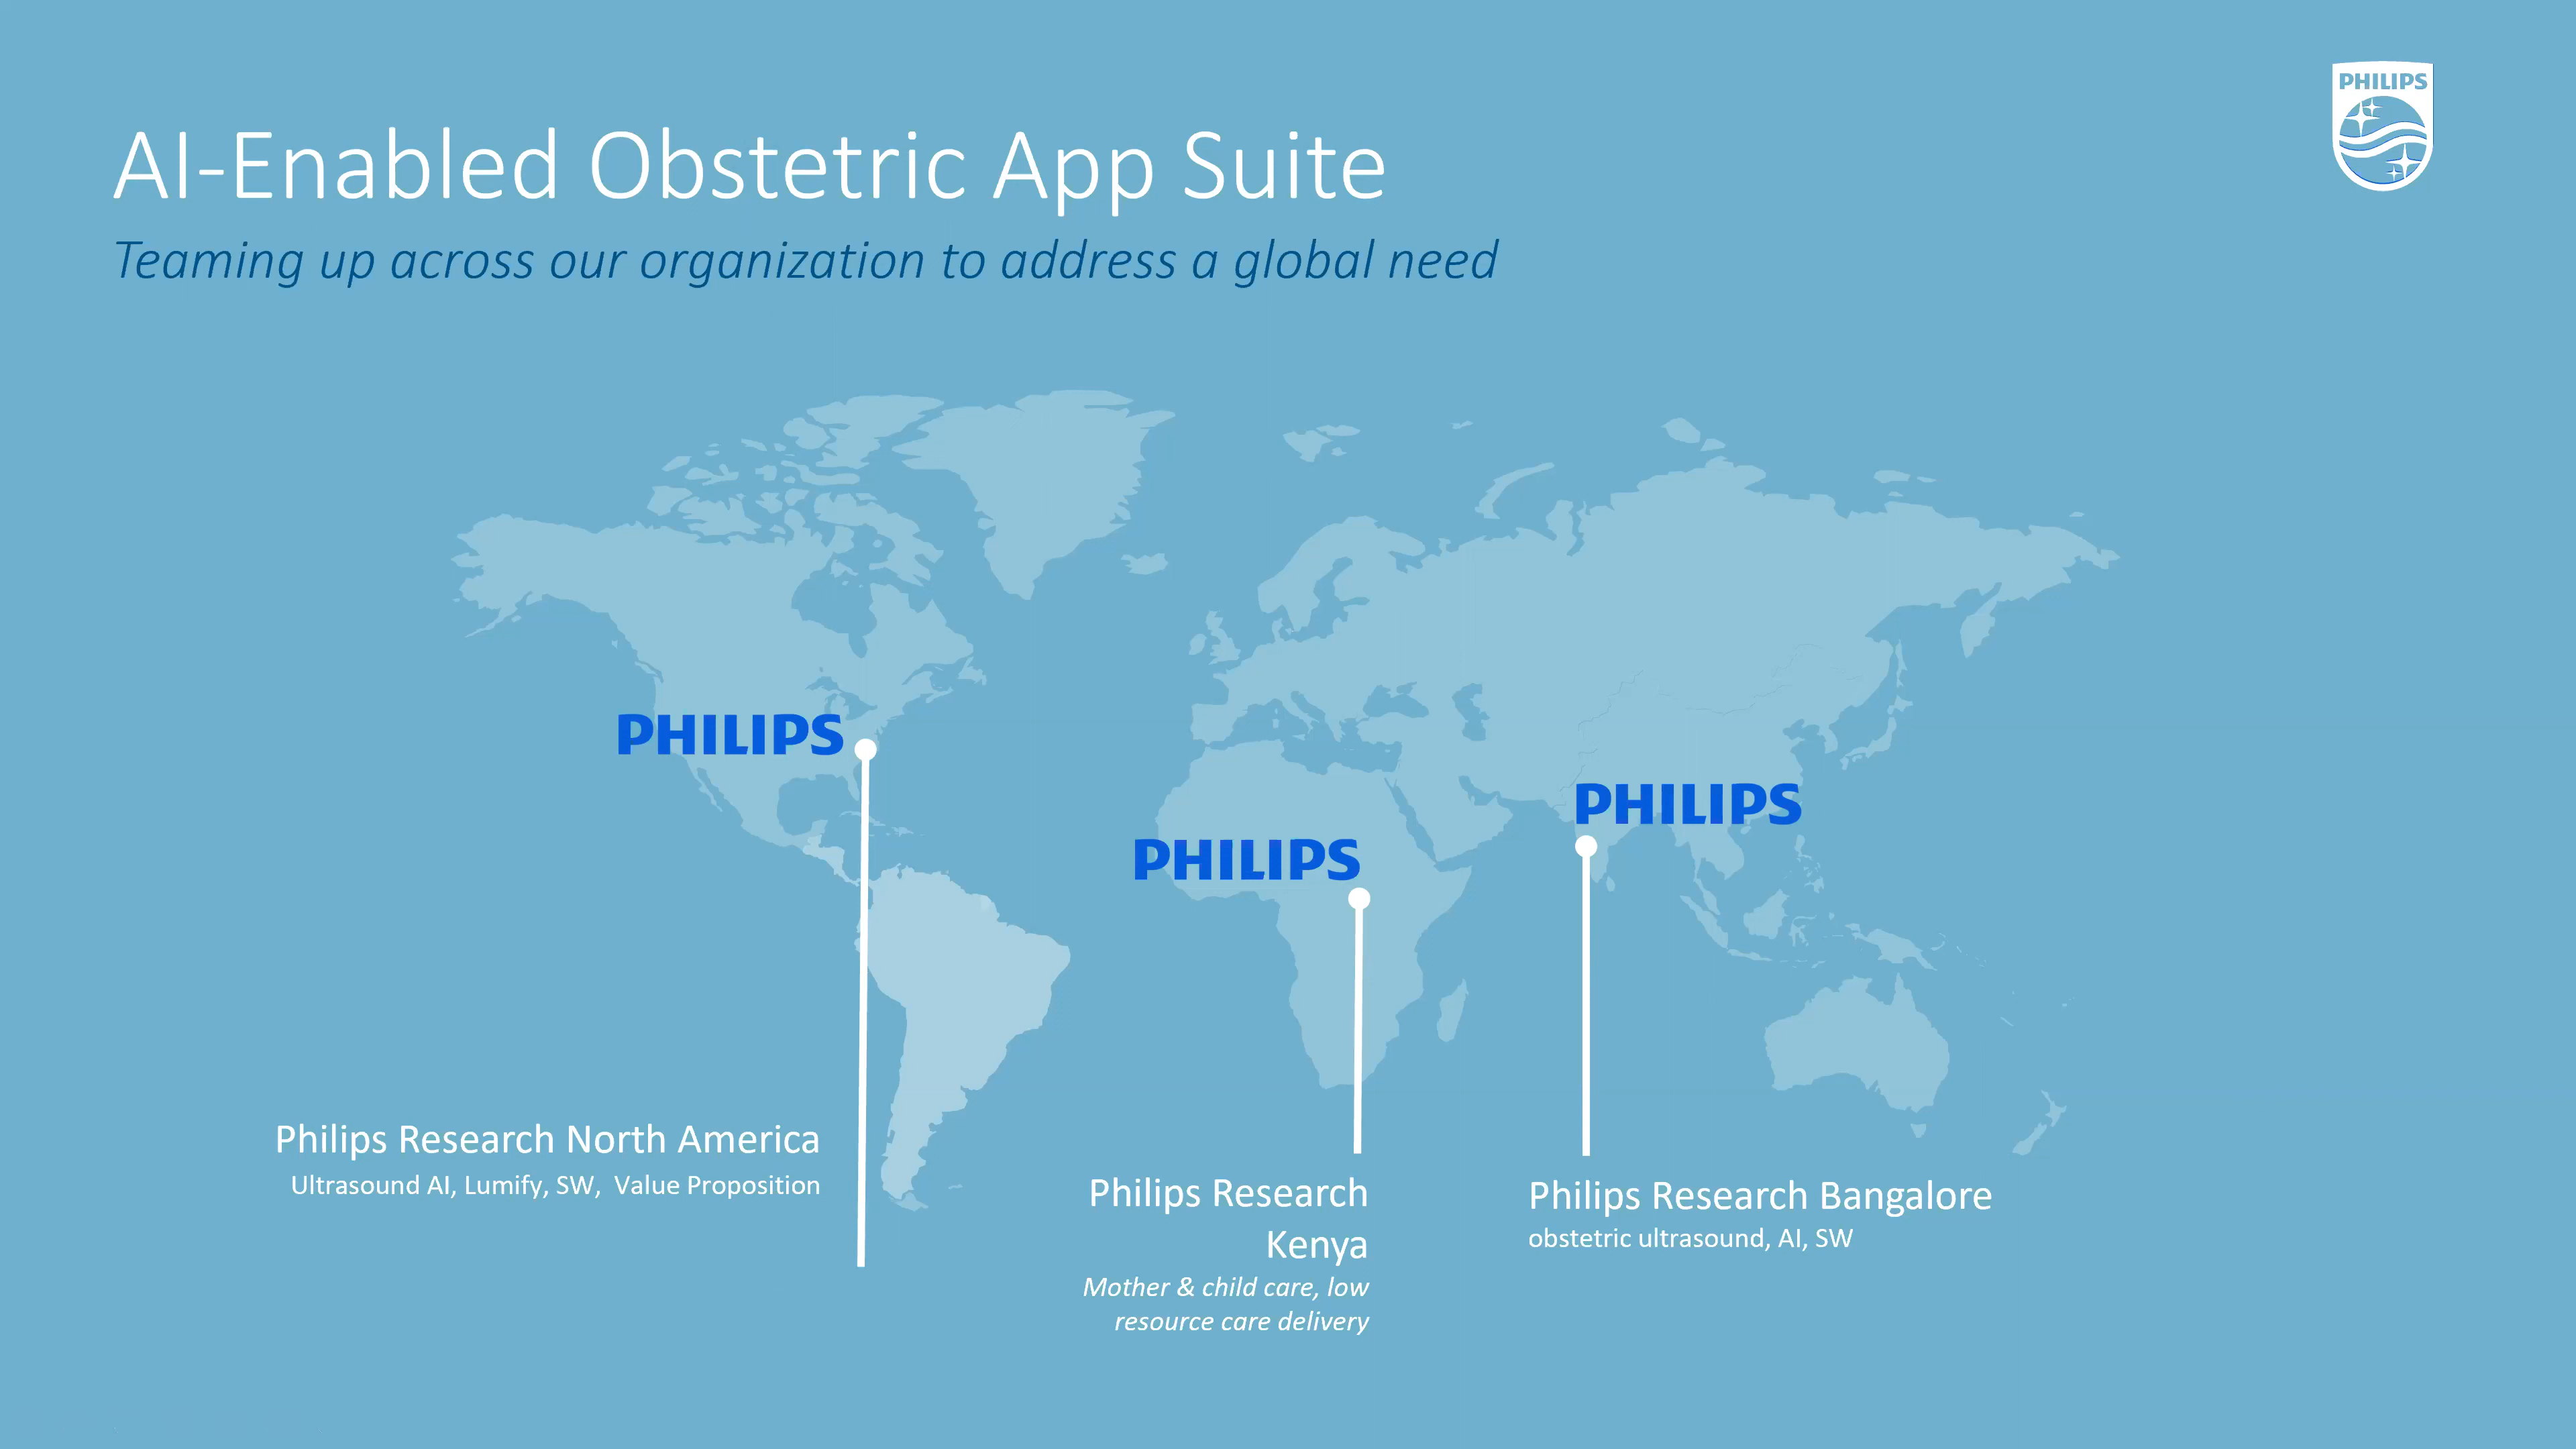 PHILIPS
AI-Enabled Obstetric App Suite
Teaming up across our organization to address a global need
PHILIPS
PHILIPS
PHILIPS
Philips Research North America
Ultrasound AI, Lumify, SW,  Value Proposition
Philips Research
Kenya
Mother & child care, low
resource care delivery
Philips Research Bangalore
obstetric ultrasound, AI, SW